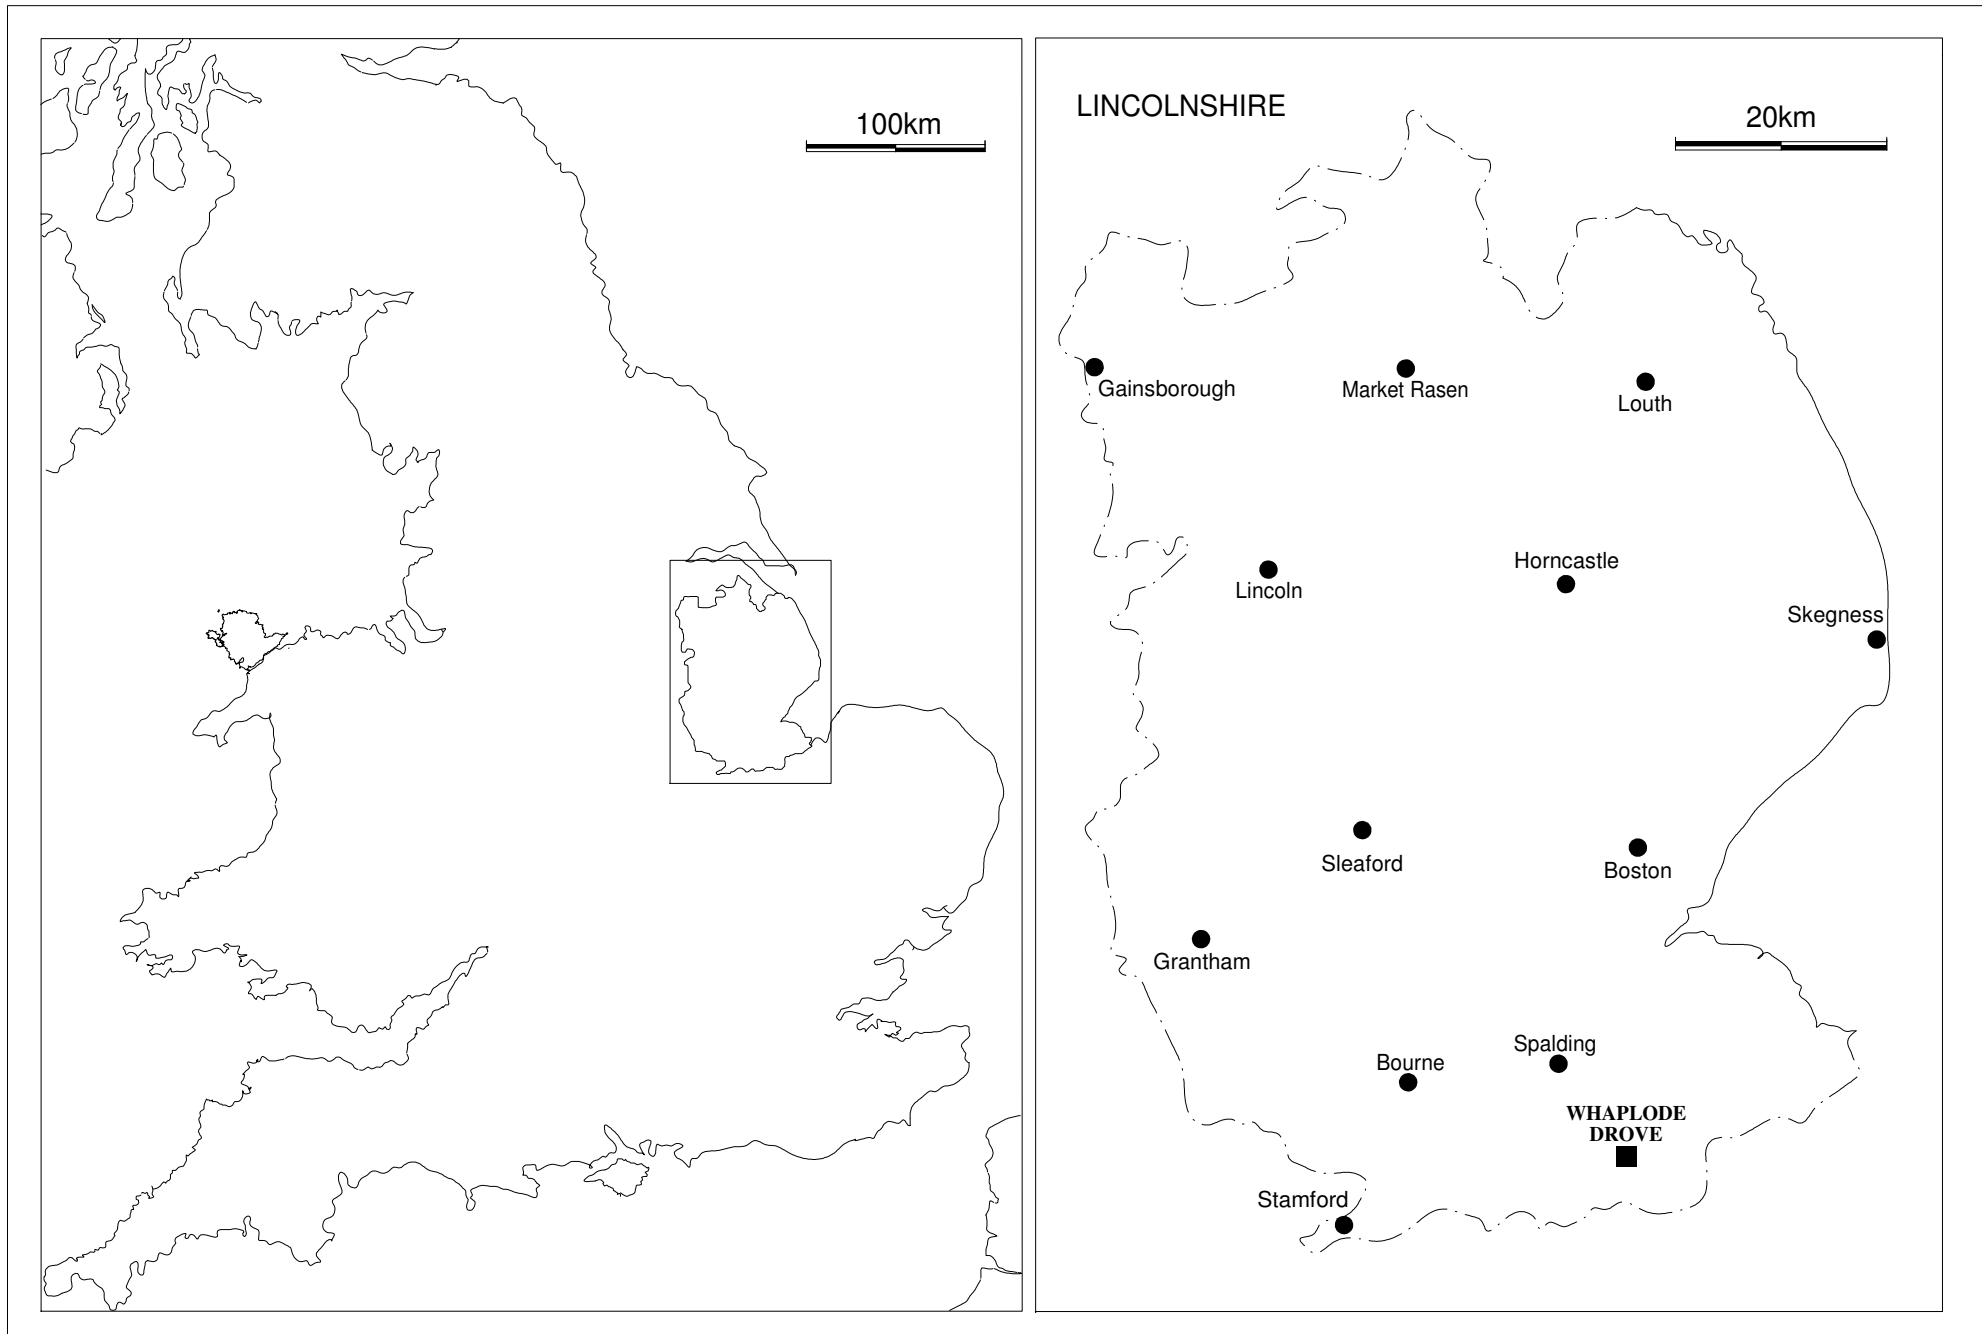 100km
LINCOLNSHIRE
20km
Gainsborough
Market Rasen
Louth
Lincoln
Horncastle
Skegness
Sleaford
Boston
Grantham
Bourne
Spalding
WHAPLODE
DROVE
Stamford